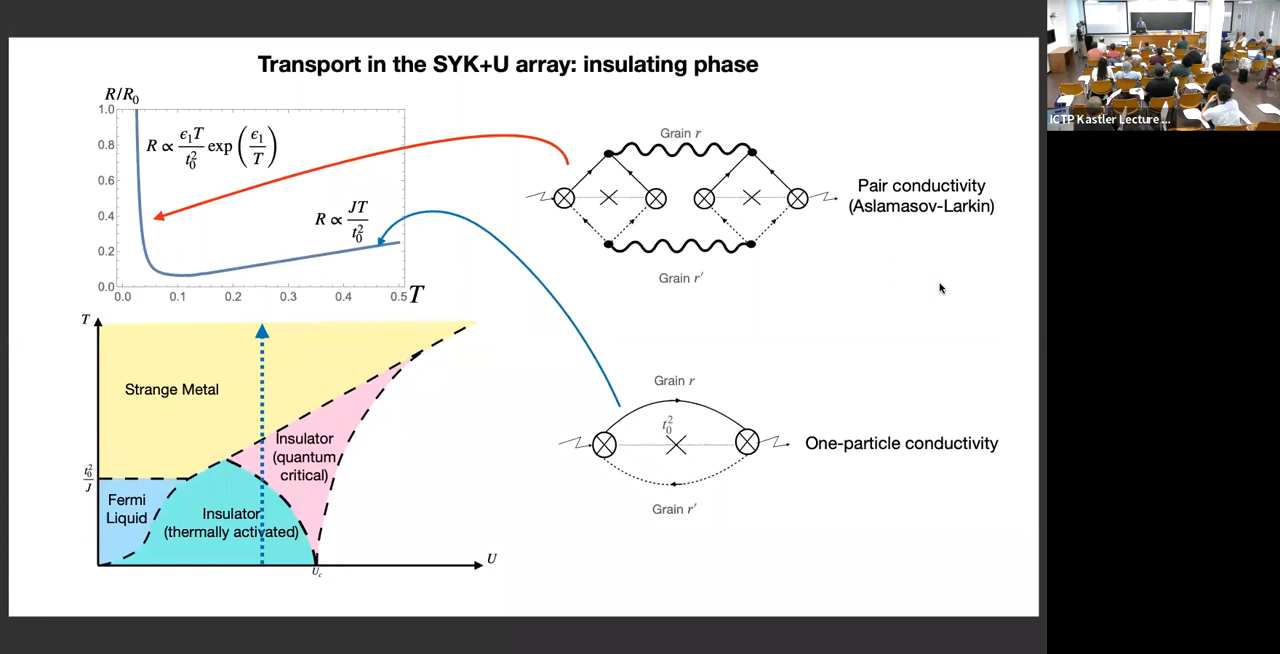 Transport in the SYK+U array: insulating phase
R/R₀
1.0
0.8
0.6
0.4
0.2
0.0
R ∝ ϵ₁T/t₀² exp(ϵ₁/T)
R ∝ JT/t₀²
0.0 0.1 0.2 0.3 0.4 0.5 T
Grain r
Pair conductivity
(Aslamasov-Larkin)
Grain r′
T
Strange Metal
Insulator
(quantum
critical)
t₀²/J
Fermi
Liquid
Insulator
(thermally activated)
U꜀
U
Grain r
t₀²
One-particle conductivity
Grain r′
ICTP Kastler Lecture ...